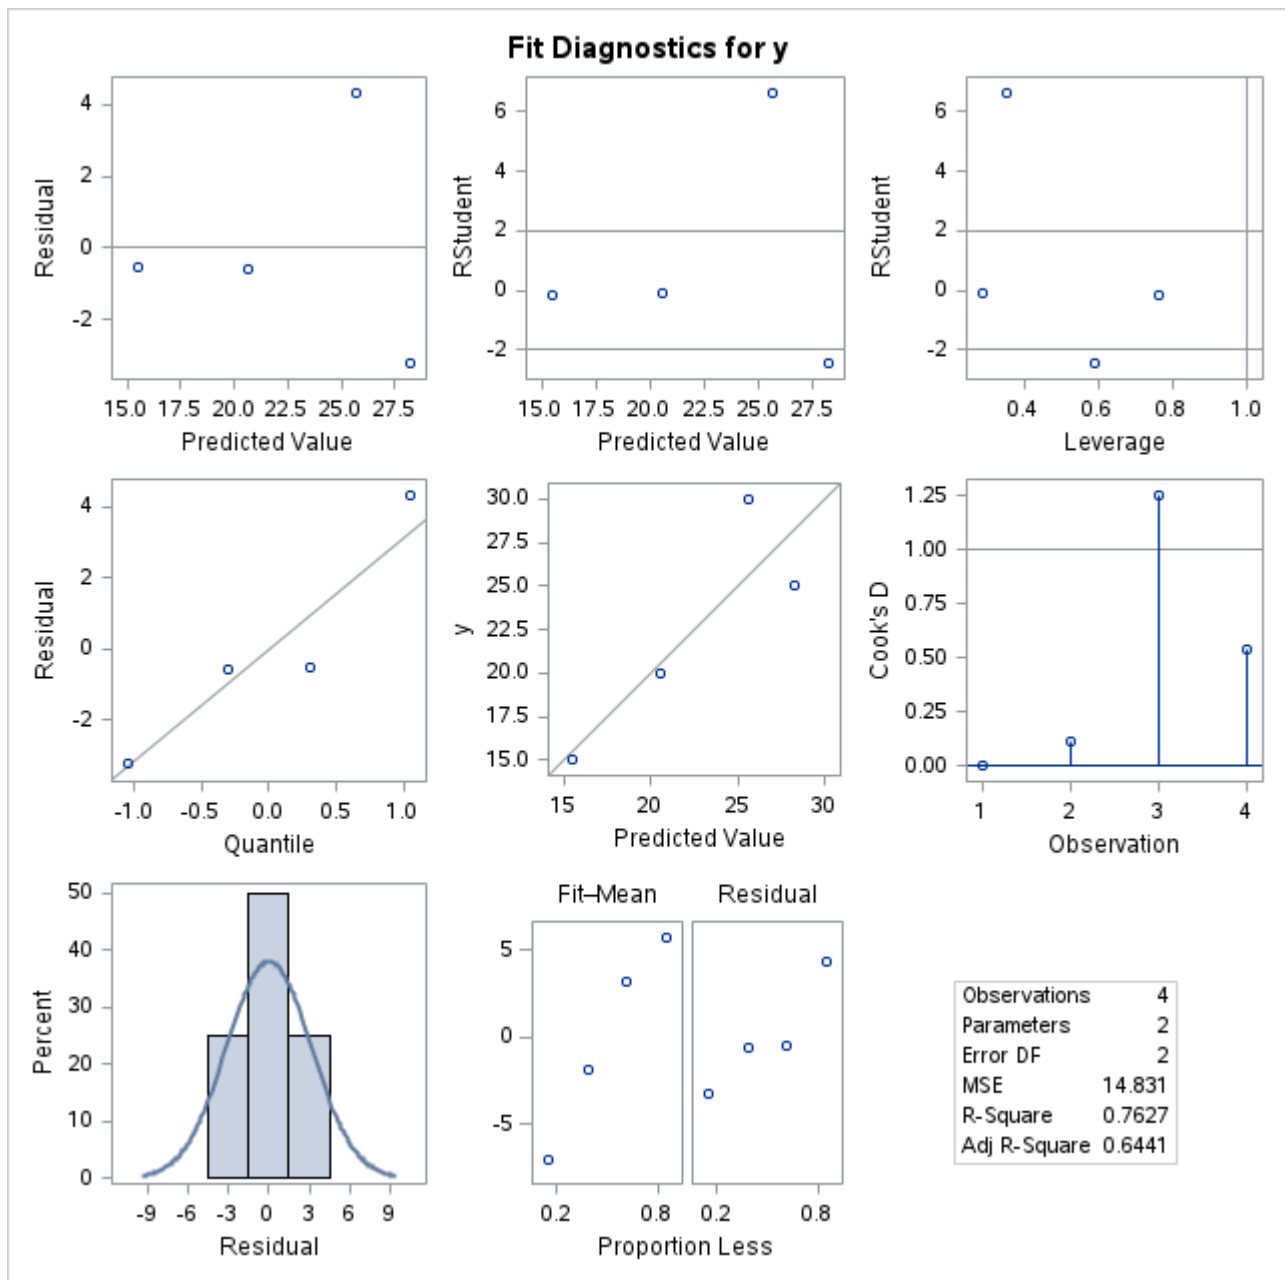 Fit Diagnostics for y
Residual
4
2
0
-2
15.0 17.5 20.0 22.5 25.0 27.5
Predicted Value
RStudent
6
4
2
0
-2
15.0 17.5 20.0 22.5 25.0 27.5
Predicted Value
RStudent
6
4
2
0
-2
0.4 0.6 0.8 1.0
Leverage
Residual
4
2
0
-2
-1.0 -0.5 0.0 0.5 1.0
Quantile
y
30.0
27.5
25.0
22.5
20.0
17.5
15.0
15 20 25 30
Predicted Value
Cook's D
1.25
1.00
0.75
0.50
0.25
0.00
1 2 3 4
Observation
Percent
50
40
30
20
10
0
-9 -6 -3 0 3 6 9
Residual
Fit–Mean Residual
5
0
-5
0.2 0.8 0.2 0.8
Proportion Less
Observations 4
Parameters 2
Error DF 2
MSE 14.831
R-Square 0.7627
Adj R-Square 0.6441